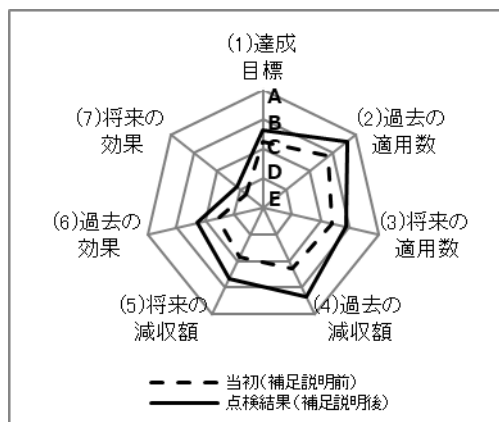 (1)達成
目標
A
B
C
D
E
(2)過去の
適用数
(3)将来の
適用数
(4)過去の
減収額
(5)将来の
減収額
(6)過去の
効果
(7)将来の
効果
当初(補足説明前)
点検結果(補足説明後)